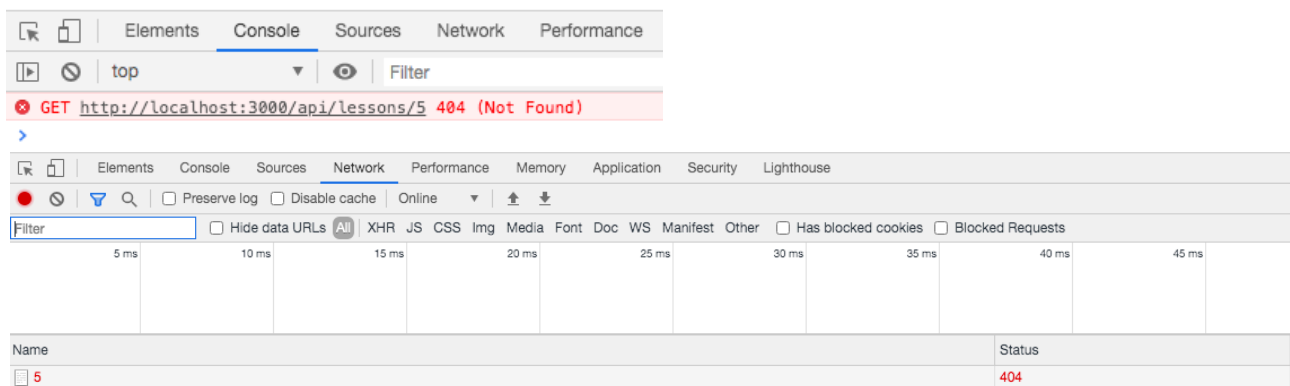 Elements Console Sources Network Performance
top Filter
GET http://localhost:3000/api/lessons/5 404 (Not Found)
Elements Console Sources Network Performance Memory Application Security Lighthouse
Preserve log Disable cache Online
Filter Hide data URLs All XHR JS CSS Img Media Font Doc WS Manifest Other Has blocked cookies Blocked Requests
5 ms 10 ms 15 ms 20 ms 25 ms 30 ms 35 ms 40 ms 45 ms
Name Status
5 404